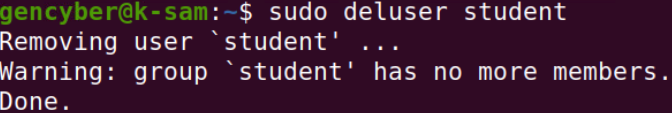 gencyber@k-sam:~$ sudo deluser student
Removing user `student' ...
Warning: group `student' has no more members.
Done.